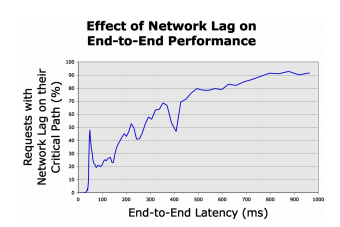 Effect of Network Lag on
End-to-End Performance
Requests with
Network Lag on their
Critical Path (%)
100
90
80
70
60
50
40
30
20
10
0
0 100 200 300 400 500 600 700 800 900 1000
End-to-End Latency (ms)